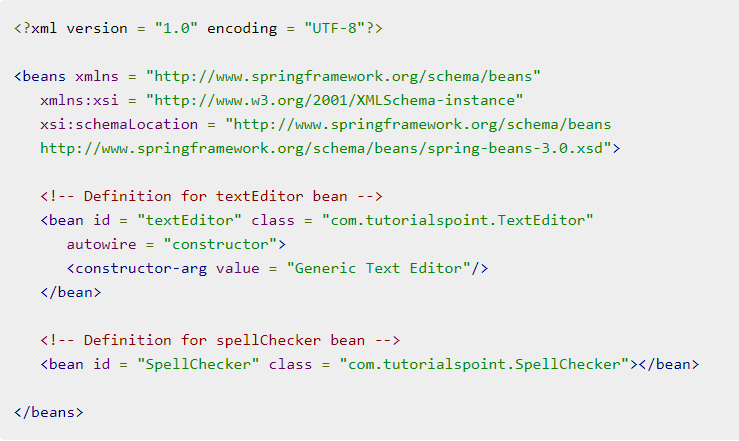 <?xml version = "1.0" encoding = "UTF-8"?>
<beans xmlns = "http://www.springframework.org/schema/beans"
xmlns:xsi = "http://www.w3.org/2001/XMLSchema-instance"
xsi:schemaLocation = "http://www.springframework.org/schema/beans
http://www.springframework.org/schema/beans/spring-beans-3.0.xsd">
<!-- Definition for textEditor bean -->
<bean id = "textEditor" class = "com.tutorialspoint.TextEditor"
autowire = "constructor">
<constructor-arg value = "Generic Text Editor"/>
</bean>
<!-- Definition for spellChecker bean -->
<bean id = "SpellChecker" class = "com.tutorialspoint.SpellChecker"></bean>
</beans>